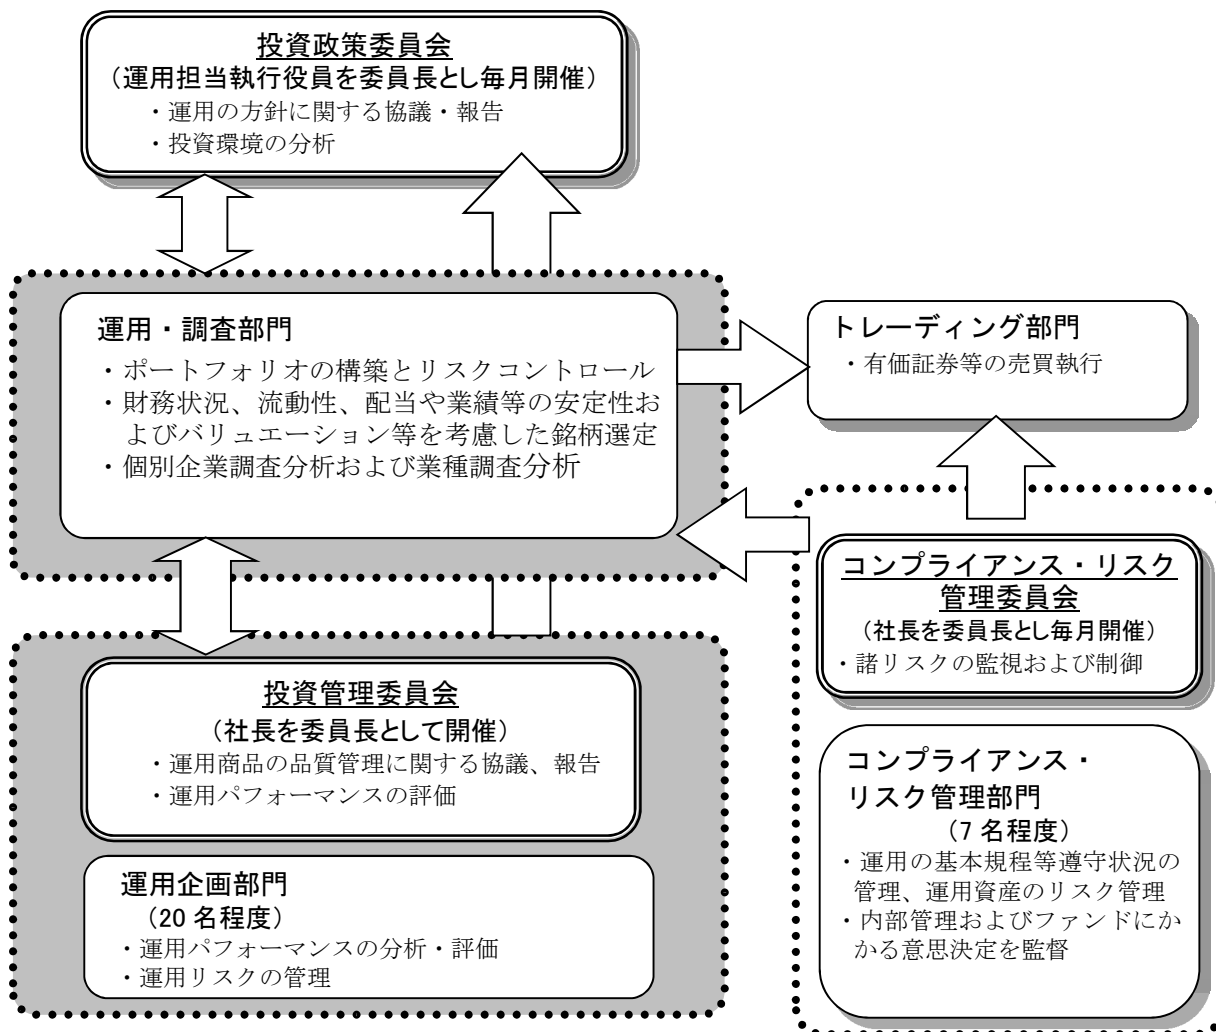 投資政策委員会
（運用担当執行役員を委員長とし毎月開催）
・運用の方針に関する協議・報告
・投資環境の分析
運用・調査部門
・ポートフォリオの構築とリスクコントロール
・財務状況、流動性、配当や業績等の安定性お
よびバリュエーション等を考慮した銘柄選定
・個別企業調査分析および業種調査分析
トレーディング部門
・有価証券等の売買執行
投資管理委員会
（社長を委員長として開催）
・運用商品の品質管理に関する協議、報告
・運用パフォーマンスの評価
運用企画部門
（20 名程度）
・運用パフォーマンスの分析・評価
・運用リスクの管理
コンプライアンス・リスク
管理委員会
（社長を委員長とし毎月開催）
・諸リスクの監視および制御
コンプライアンス・
リスク管理部門
（7 名程度）
・運用の基本規程等遵守状況の
管理、運用資産のリスク管理
・内部管理およびファンドにか
かる意思決定を監督